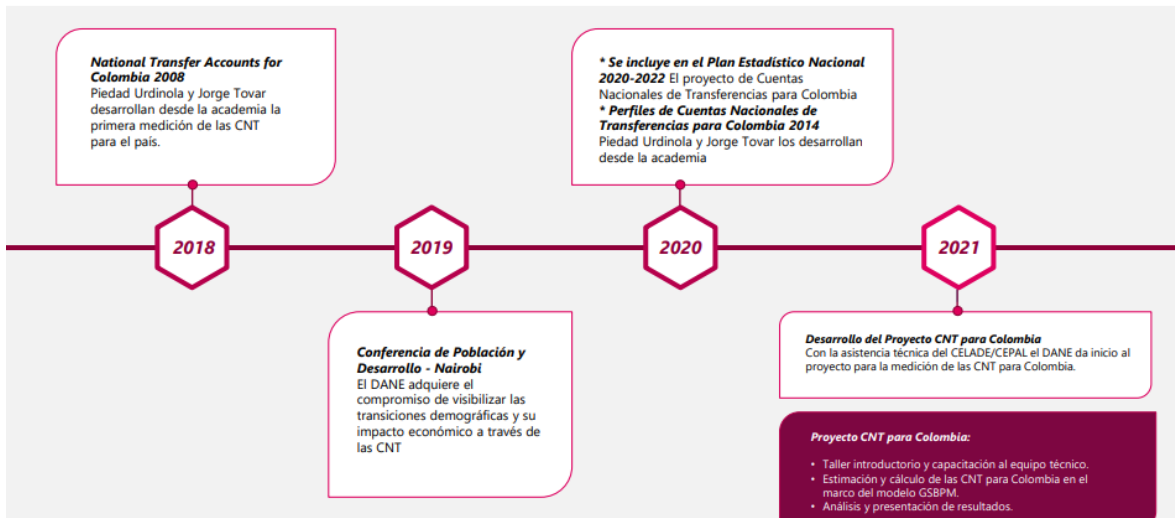 National Transfer Accounts for
Colombia 2008
Piedad Urdinola y Jorge Tovar
desarrollan desde la academia la
primera medición de las CNT
para el país.
* Se incluye en el Plan Estadístico Nacional
2020-2022 El proyecto de Cuentas
Nacionales de Transferencias para Colombia
* Perfiles de Cuentas Nacionales de
Transferencias para Colombia 2014
Piedad Urdinola y Jorge Tovar los desarrollan
desde la academia
2018
2019
2020
2021
Conferencia de Población y
Desarrollo - Nairobi
El DANE adquiere el
compromiso de visibilizar las
transiciones demográficas y su
impacto económico a través de
las CNT
Desarrollo del Proyecto CNT para Colombia
Con la asistencia técnica del CELADE/CEPAL el DANE da inicio al
proyecto para la medición de las CNT para Colombia.
Proyecto CNT para Colombia:
• Taller introductorio y capacitación al equipo técnico.
• Estimación y cálculo de las CNT para Colombia en el
marco del modelo GSBPM.
• Análisis y presentación de resultados.